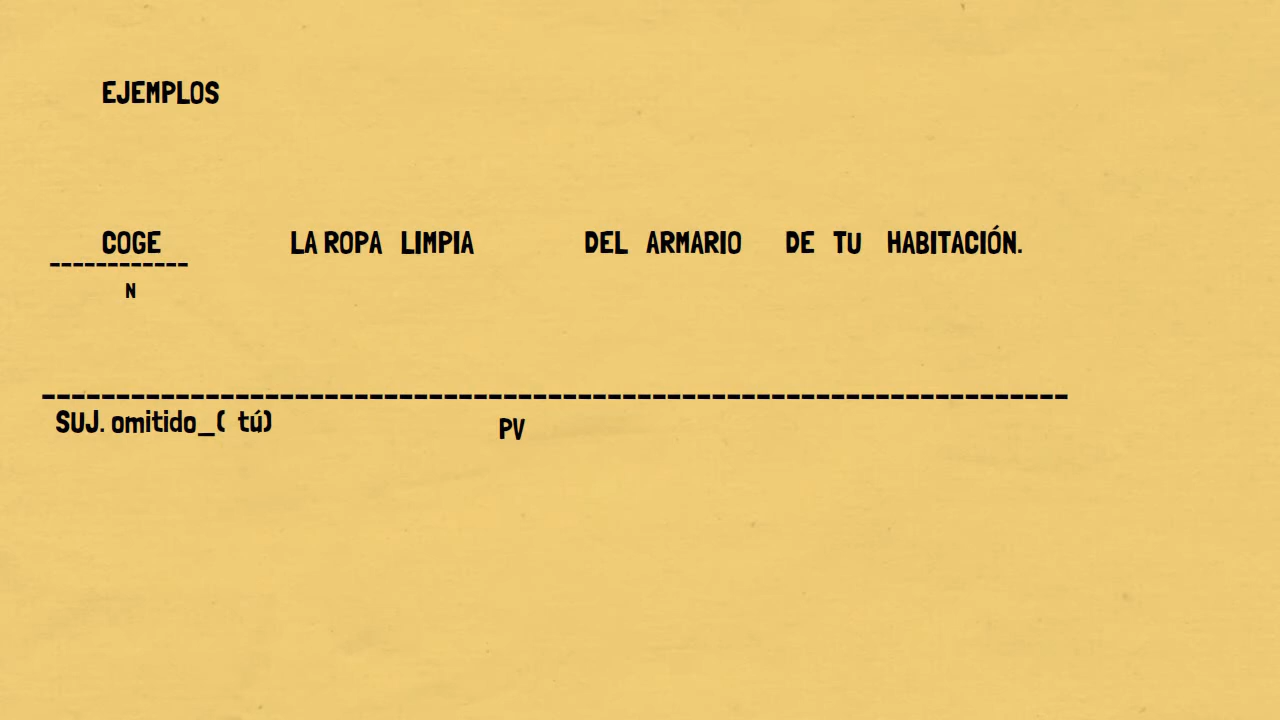 EJEMPLOS
COGE LA ROPA LIMPIA DEL ARMARIO DE TU HABITACIÓN.
N
SUJ. omitido_( tú) PV